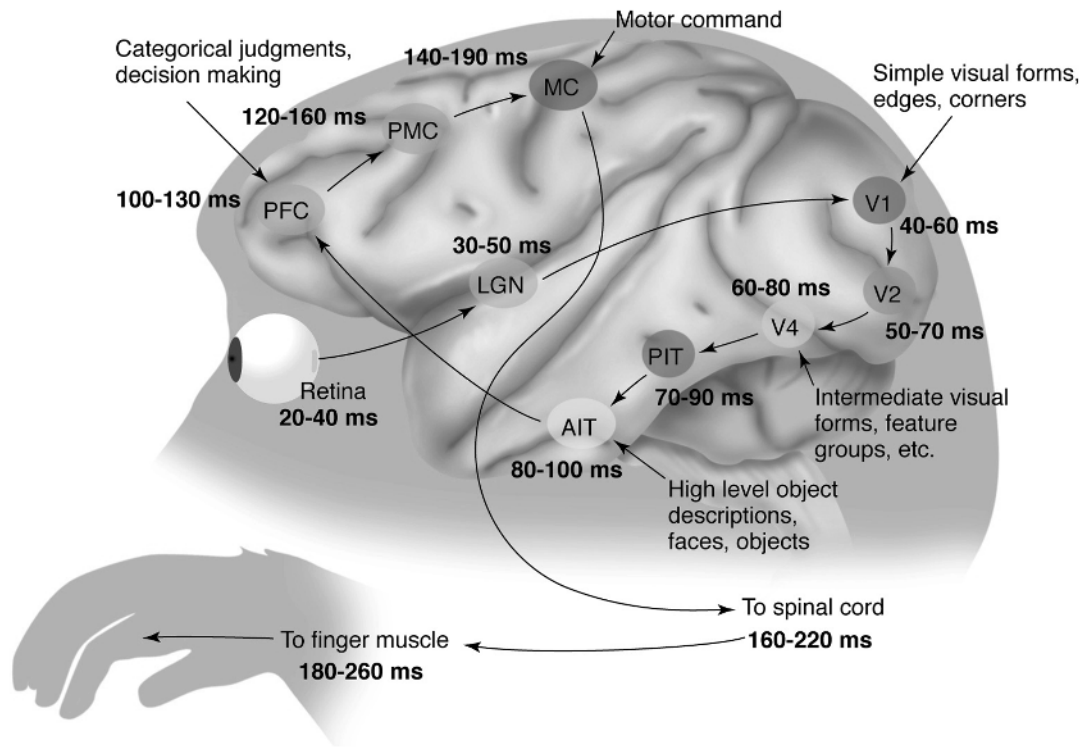 Motor command
Categorical judgments,
decision making
140-190 ms
MC
Simple visual forms,
edges, corners
120-160 ms
PMC
100-130 ms
PFC
V1
40-60 ms
30-50 ms
LGN
60-80 ms
V2
V4
50-70 ms
PIT
Retina
20-40 ms
70-90 ms
Intermediate visual
forms, feature
groups, etc.
AIT
80-100 ms
High level object
descriptions,
faces, objects
To spinal cord
160-220 ms
To finger muscle
180-260 ms